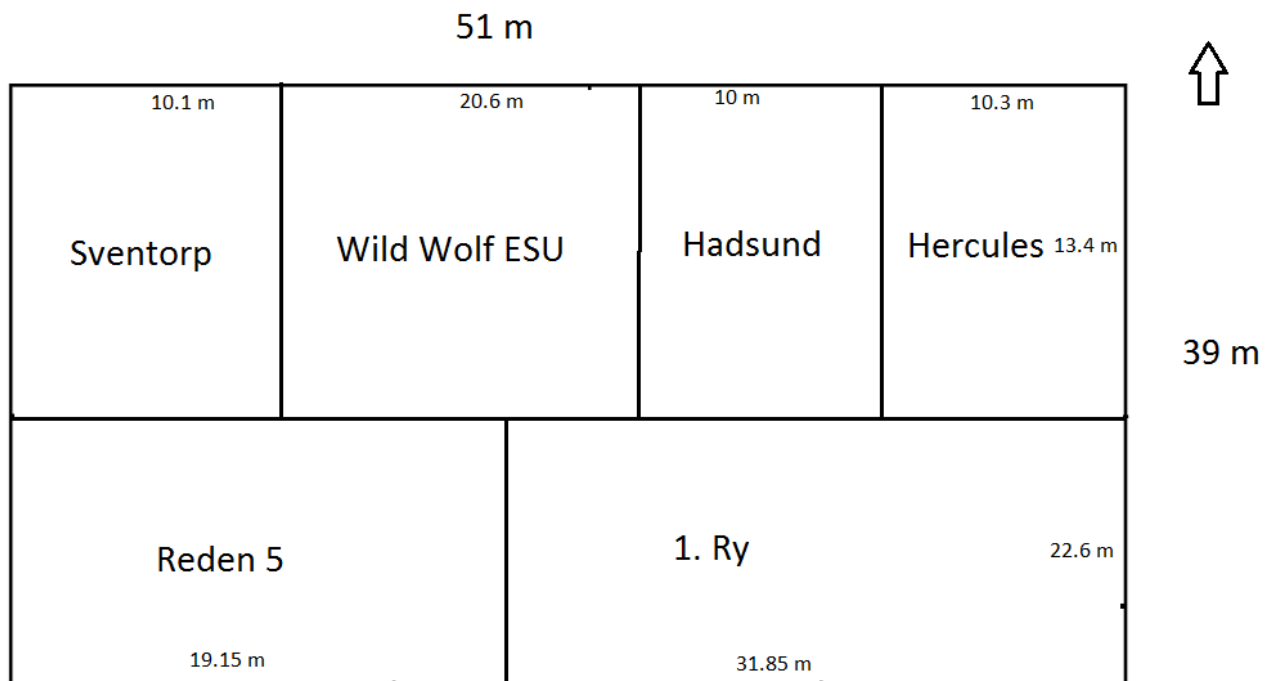 51 m
10.1 m
20.6 m
10 m
10.3 m
Sventorp
Wild Wolf ESU
Hadsund
Hercules
13.4 m
39 m
Reden 5
1. Ry
22.6 m
19.15 m
31.85 m